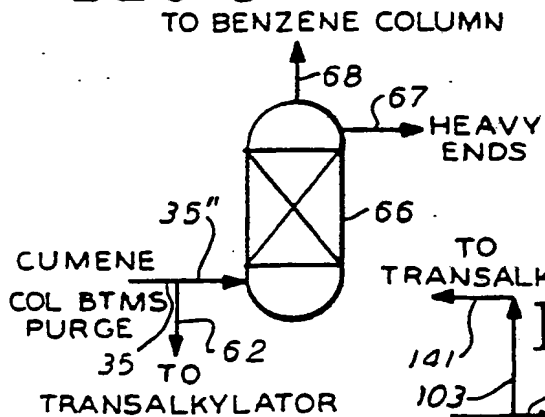 TO BENZENE COLUMN
68
67
HEAVY
ENDS
66
35"
CUMENE
COL BTMS
PURGE
35
62
TO
TRANSALKYLATOR
TO
TRANSALK
141
103